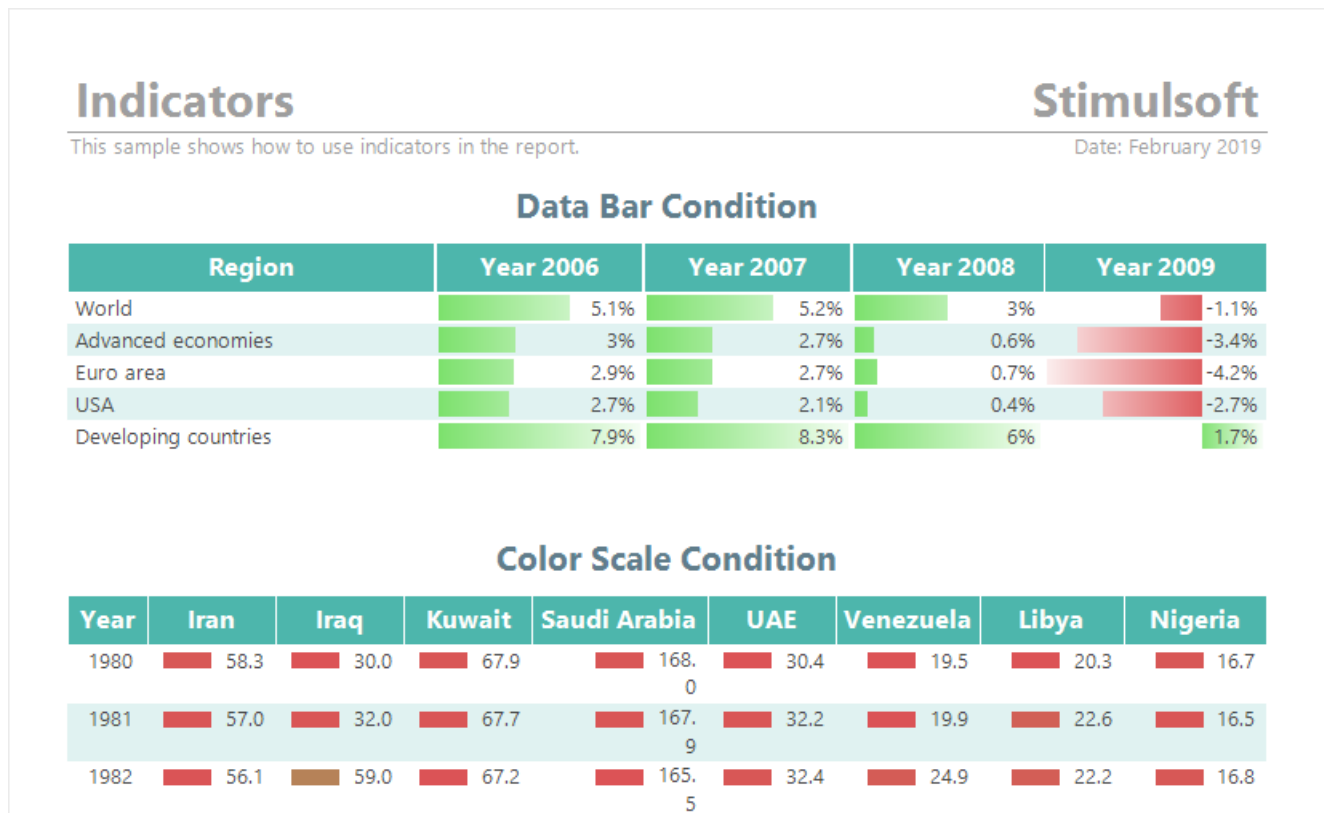 Indicators Stimulsoft
This sample shows how to use indicators in the report. Date: February 2019
Data Bar Condition
Region Year 2006 Year 2007 Year 2008 Year 2009
World 5.1% 5.2% 3% -1.1%
Advanced economies 3% 2.7% 0.6% -3.4%
Euro area 2.9% 2.7% 0.7% -4.2%
USA 2.7% 2.1% 0.4% -2.7%
Developing countries 7.9% 8.3% 6% 1.7%
Color Scale Condition
Year Iran Iraq Kuwait Saudi Arabia UAE Venezuela Libya Nigeria
1980 58.3 30.0 67.9 168. 30.4 19.5 20.3 16.7
0
1981 57.0 32.0 67.7 167. 32.2 19.9 22.6 16.5
9
1982 56.1 59.0 67.2 165. 32.4 24.9 22.2 16.8
5